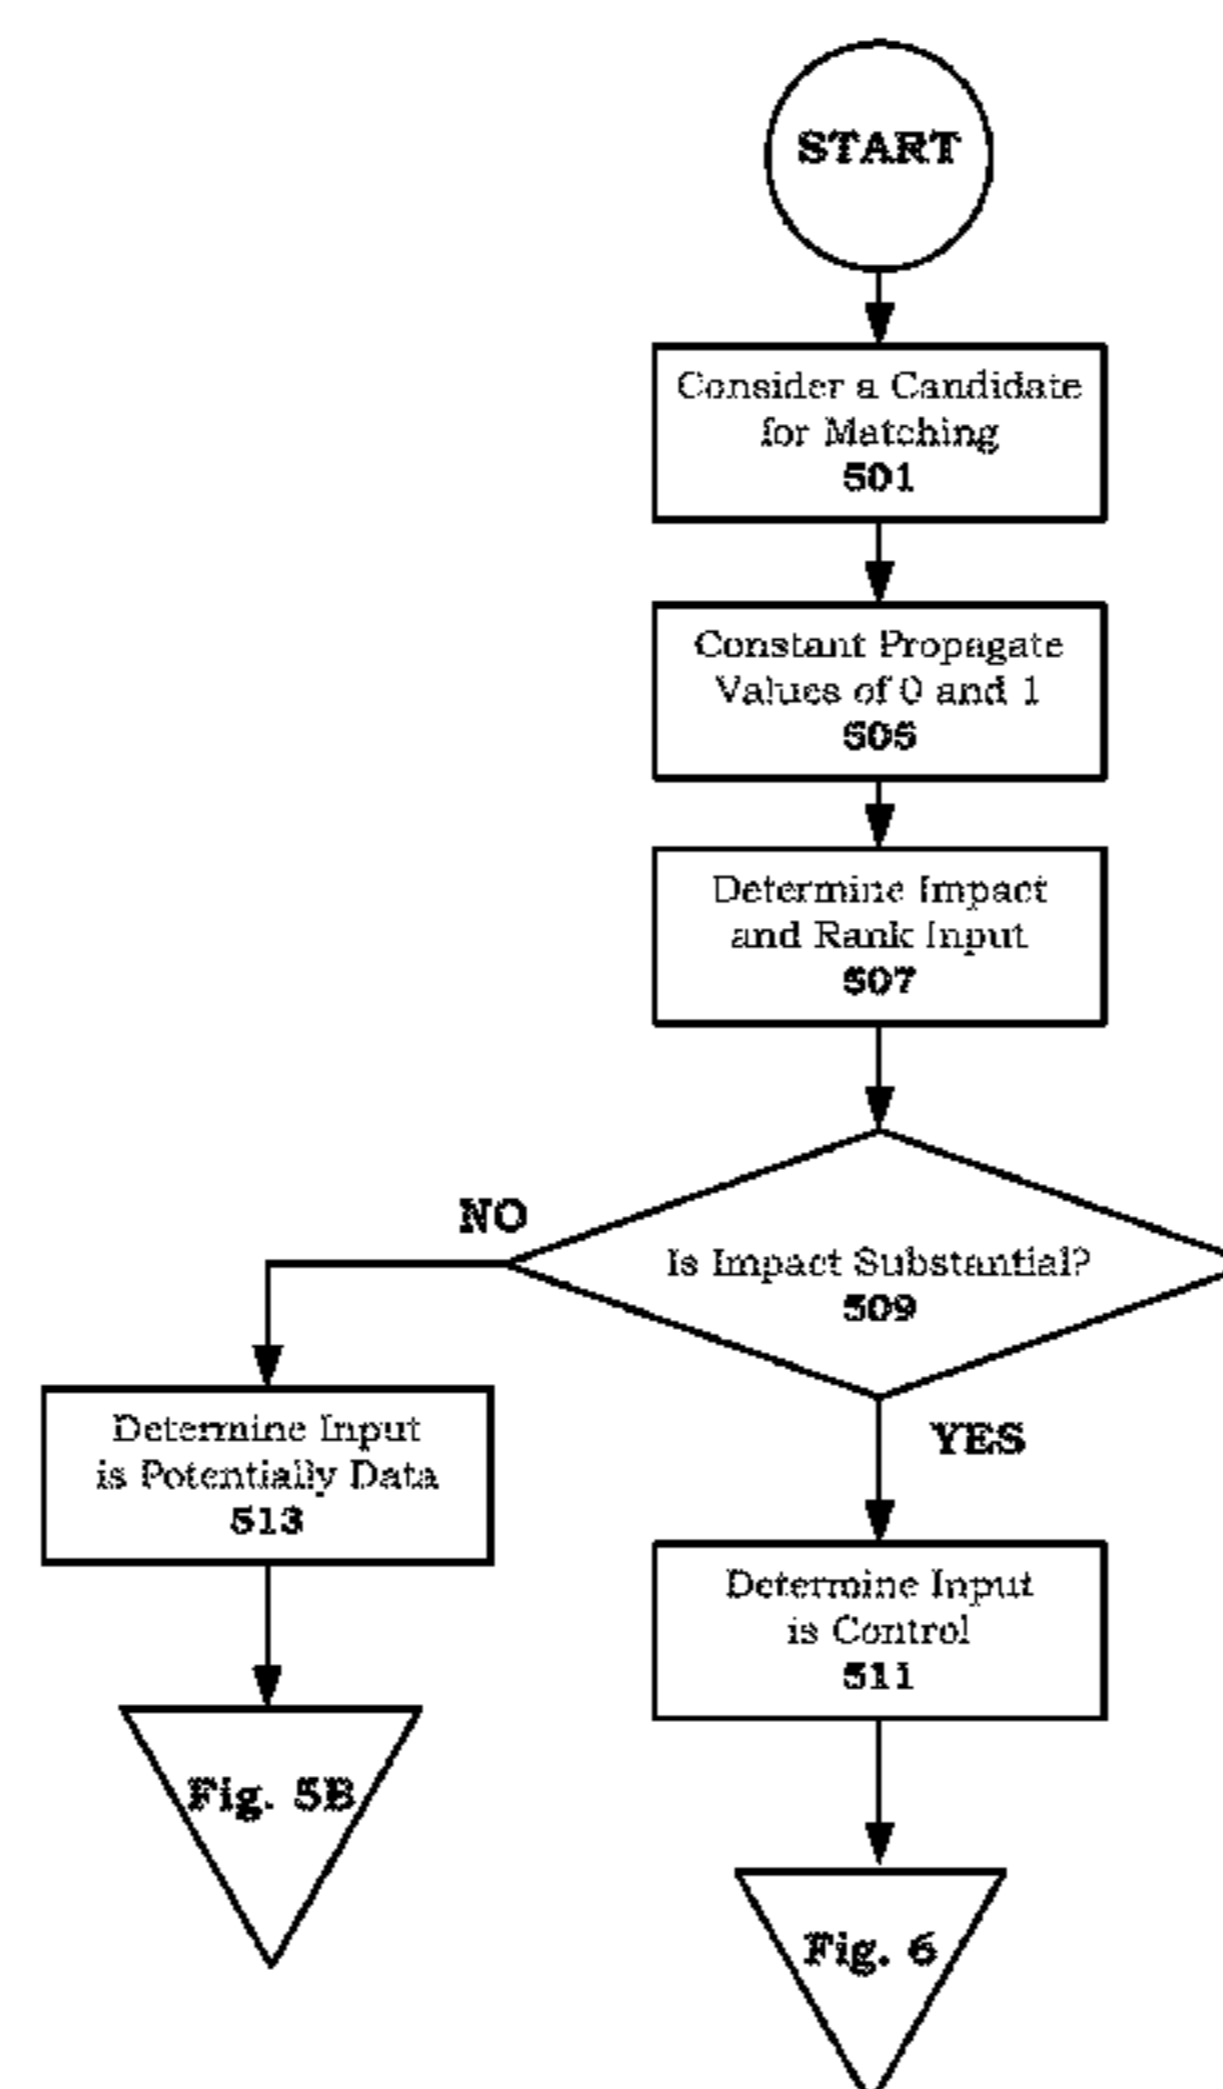 START
Consider a Candidate
for Matching
501
Constant Propagate
Values of 0 and 1
505
Determine Impact
and Rank Input
507
NO
Is Impact Substantial?
509
YES
Determine Input
is Potentially Data
513
Determine Input
is Control
511
Fig. 5B
Fig. 6